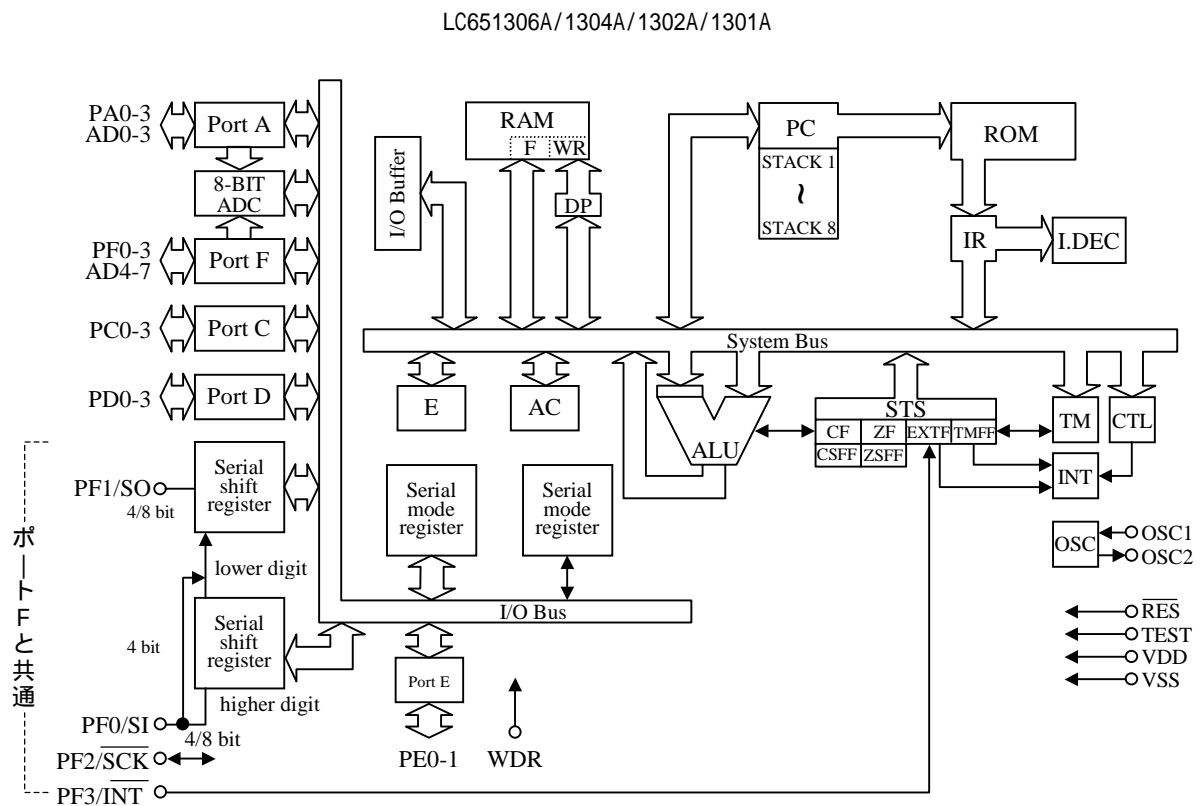 LC651306A/1304A/1302A/1301A
PA0-3
AD0-3
Port A
8-BIT
ADC
PF0-3
AD4-7
Port F
PC0-3
Port C
PD0-3
Port D
I/O Buffer
RAM
F
WR
DP
PC
STACK 1
~
STACK 8
ROM
IR
I.DEC
System Bus
E
AC
ALU
STS
CF
ZF
EXTF
TMFF
CSFF
ZSFF
TM
CTL
INT
OSC
OSC1
OSC2
RES
TEST
VDD
VSS
PF1/SO
4/8 bit
Serial
shift
register
lower digit
Serial
mode
register
Serial
mode
register
I/O Bus
ポートFと共通
4 bit
Serial
shift
register
higher digit
Port E
PF0/SI
4/8 bit
PF2/SCK
PE0-1
WDR
PF3/INT